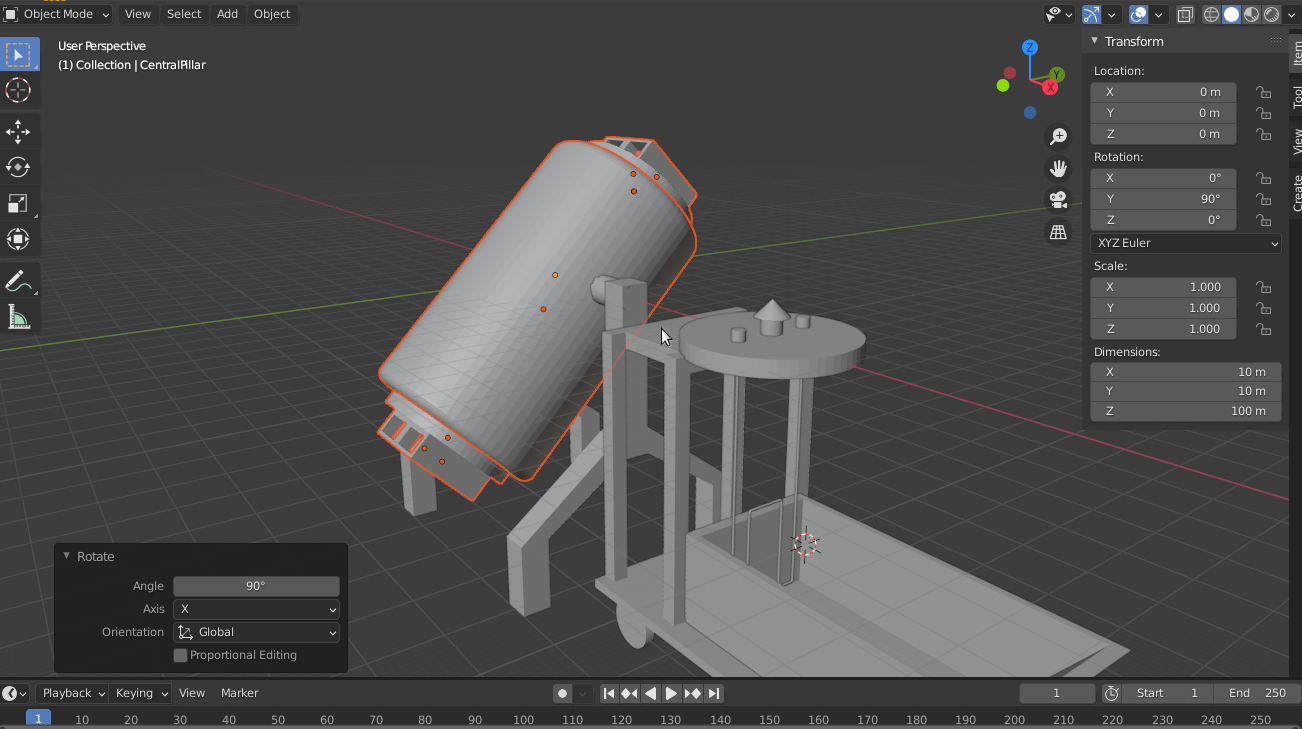 Object Mode View Select Add Object
User Perspective
(1) Collection | CentralPillar
Z
Y
X
Transform
Location:
X 0 m
Y 0 m
Z 0 m
Rotation:
X 0°
Y 90°
Z 0°
XYZ Euler
Scale:
X 1.000
Y 1.000
Z 1.000
Dimensions:
X 10 m
Y 10 m
Z 100 m
Item
Tool
View
Create
Rotate
Angle 90°
Axis X
Orientation Global
Proportional Editing
Playback Keying View Marker 1 Start 1 End 250
1 10 20 30 40 50 60 70 80 90 100 110 120 130 140 150 160 170 180 190 200 210 220 230 240 250